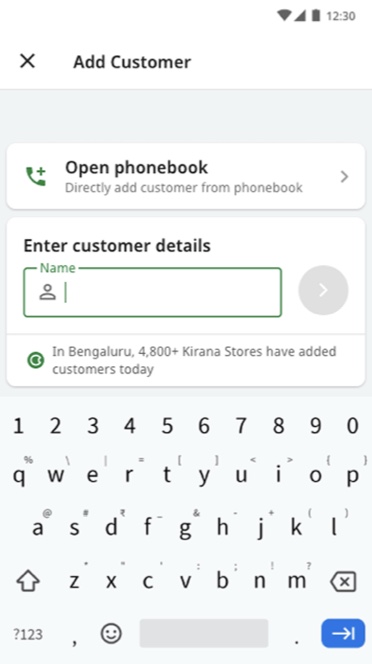 12:30
Add Customer
Open phonebook
Directly add customer from phonebook
Enter customer details
Name
In Bengaluru, 4,800+ Kirana Stores have added
customers today
1 2 3 4 5 6 7 8 9 0
% \ | = [ ] < > { }
q w e r t y u i o p
@ # ₹ _ & - + ( )
a s d f g h j k l
* " ' : ; ! ?
z x c v b n m
?123 , .